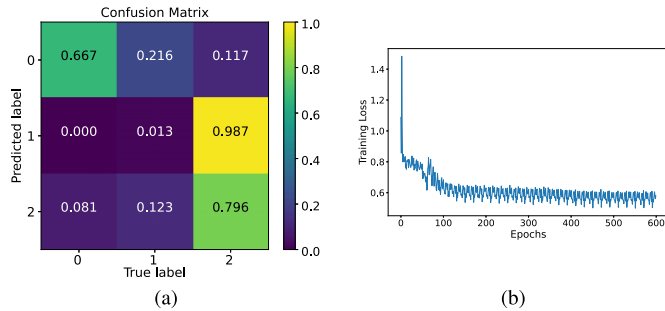 Confusion Matrix
0
1
2
Predicted label
0.667 0.216 0.117
0.000 0.013 0.987
0.081 0.123 0.796
0 1 2
True label
1.0
0.8
0.6
0.4
0.2
0.0
(a)
Training Loss
1.4
1.2
1.0
0.8
0.6
0 100 200 300 400 500 600
Epochs
(b)